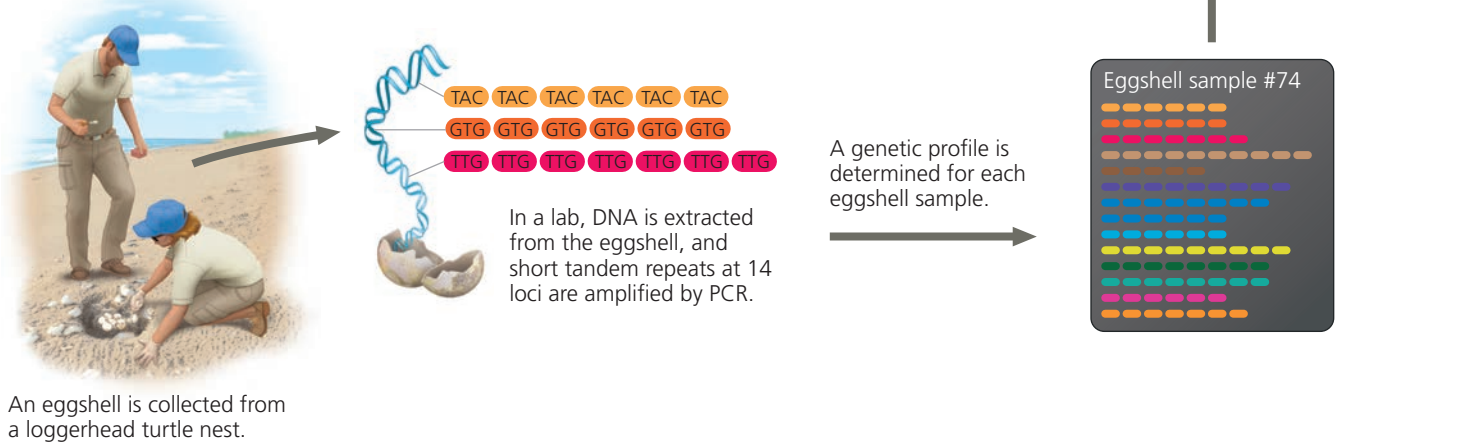 TAC TAC TAC TAC TAC TAC
GTG GTG GTG GTG GTG GTG
TTG TTG TTG TTG TTG TTG TTG
In a lab, DNA is extracted
from the eggshell, and
short tandem repeats at 14
loci are amplified by PCR.
A genetic profile is
determined for each
eggshell sample.
Eggshell sample #74
An eggshell is collected from
a loggerhead turtle nest.